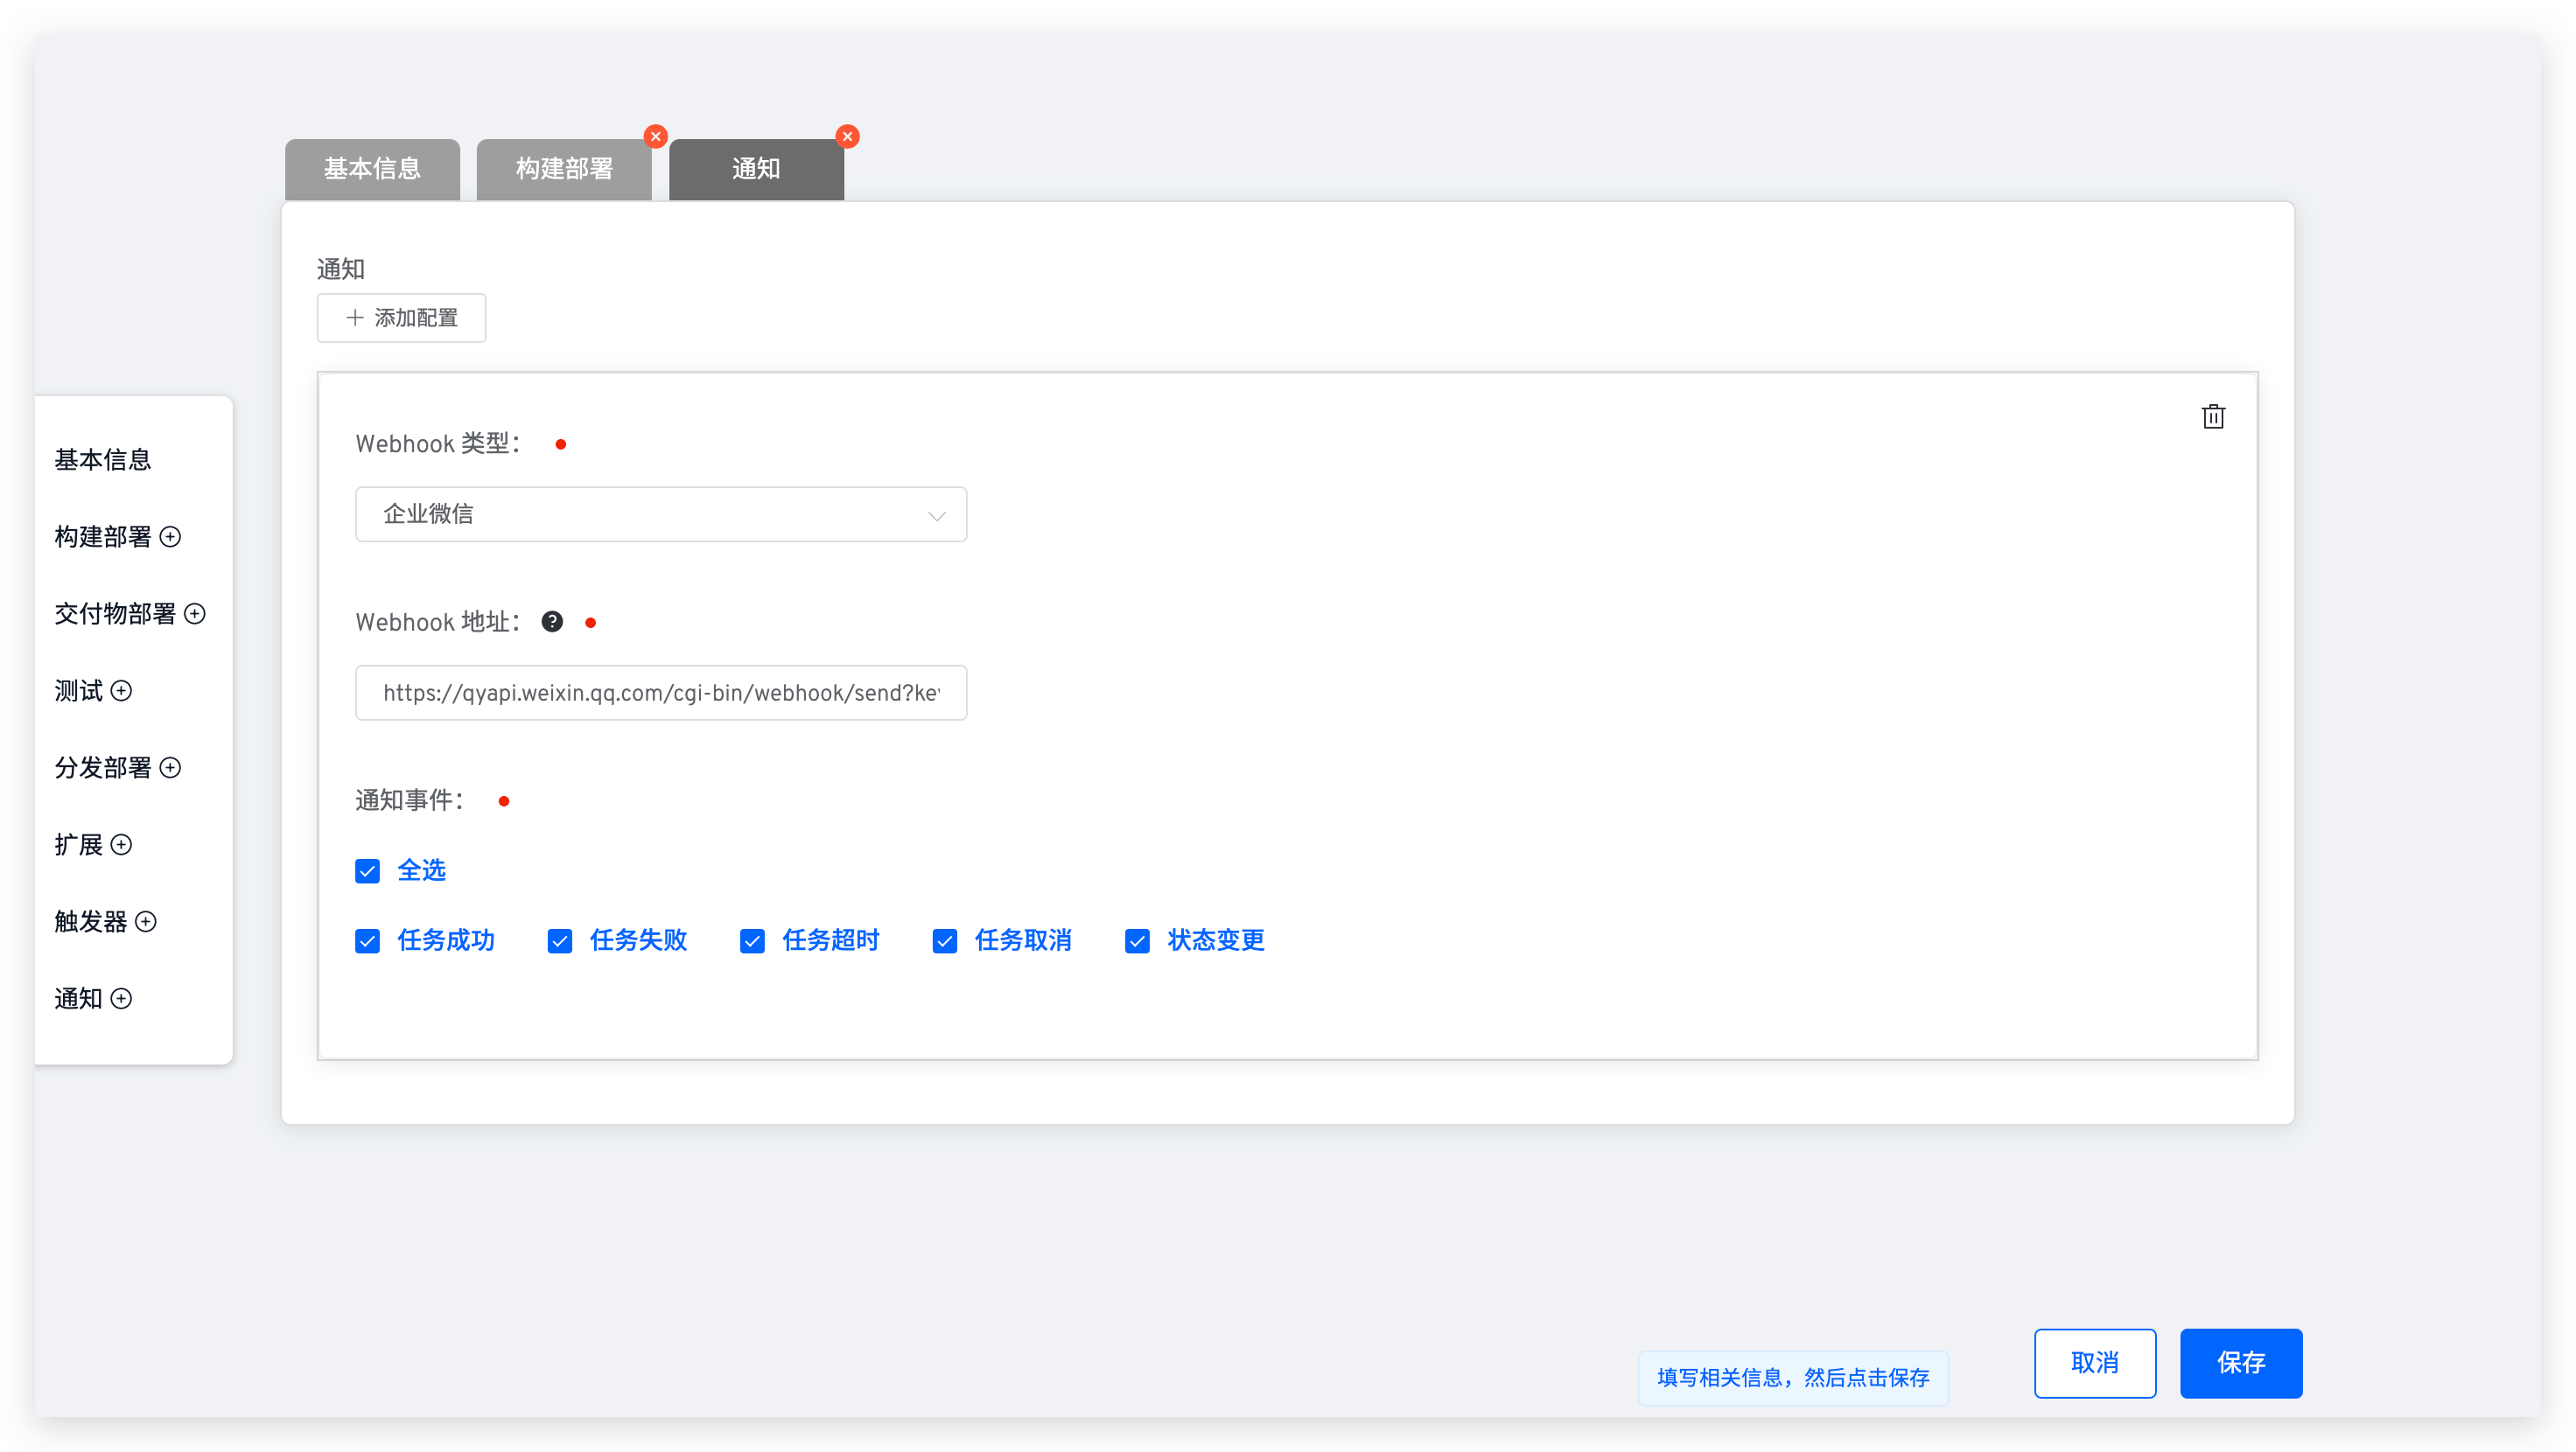 基本信息
构建部署
通知
通知
添加配置
Webhook 类型：
企业微信
Webhook 地址：
https://qyapi.weixin.qq.com/cgi-bin/webhook/send?key
通知事件：
全选
任务成功 任务失败 任务超时 任务取消 状态变更
基本信息
构建部署
交付物部署
测试
分发部署
扩展
触发器
通知
填写相关信息，然后点击保存
取消
保存